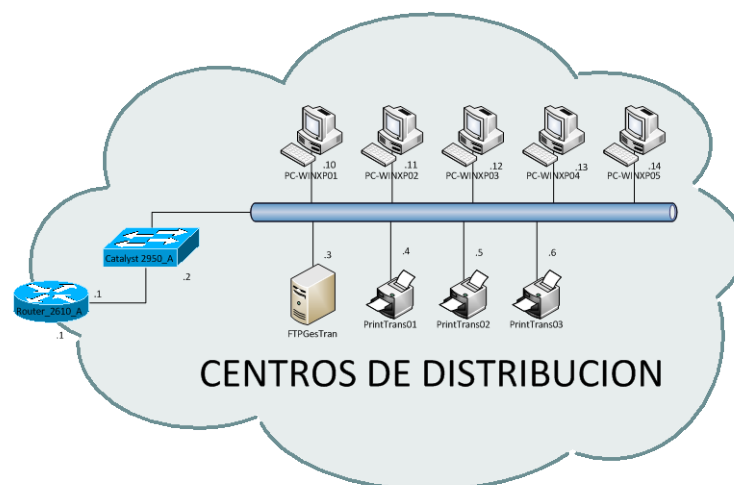 .10
.11
.12
.13
.14
PC-WINXP01
PC-WINXP02
PC-WINXP03
PC-WINXP04
PC-WINXP05
Catalyst 2950_A
.2
.1
Router_2610_A
.1
.3
.4
.5
.6
FTPGesTran
PrintTrans01
PrintTrans02
PrintTrans03
CENTROS DE DISTRIBUCION